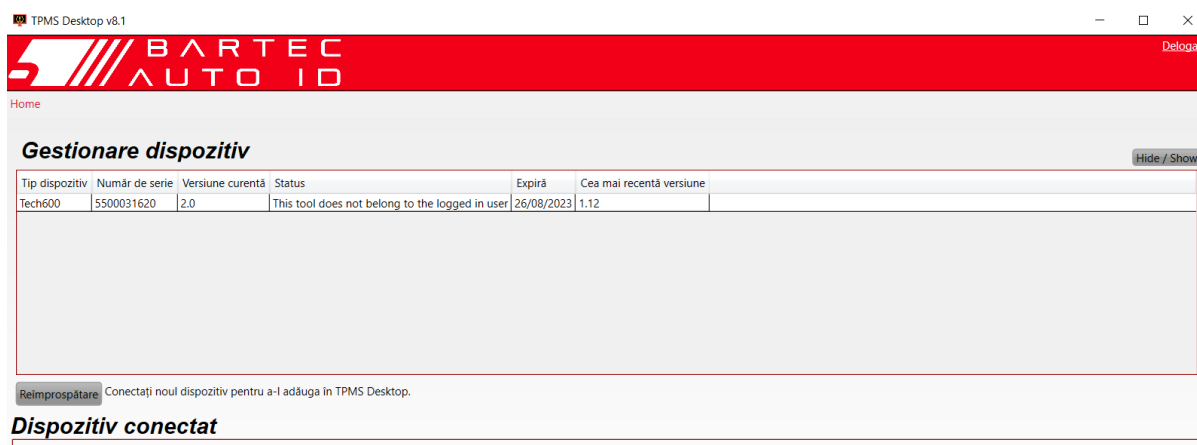 TPMS Desktop v8.1
BARTEC
AUTO ID
Deloga
Home
Gestionare dispozitiv
Hide / Show
Tip dispozitiv Număr de serie Versiune curentă Status Expiră Cea mai recentă versiune
Tech600 5500031620 2.0 This tool does not belong to the logged in user 26/08/2023 1.12
Reîmprospătare Conectați noul dispozitiv pentru a-l adăuga în TPMS Desktop.
Dispozitiv conectat